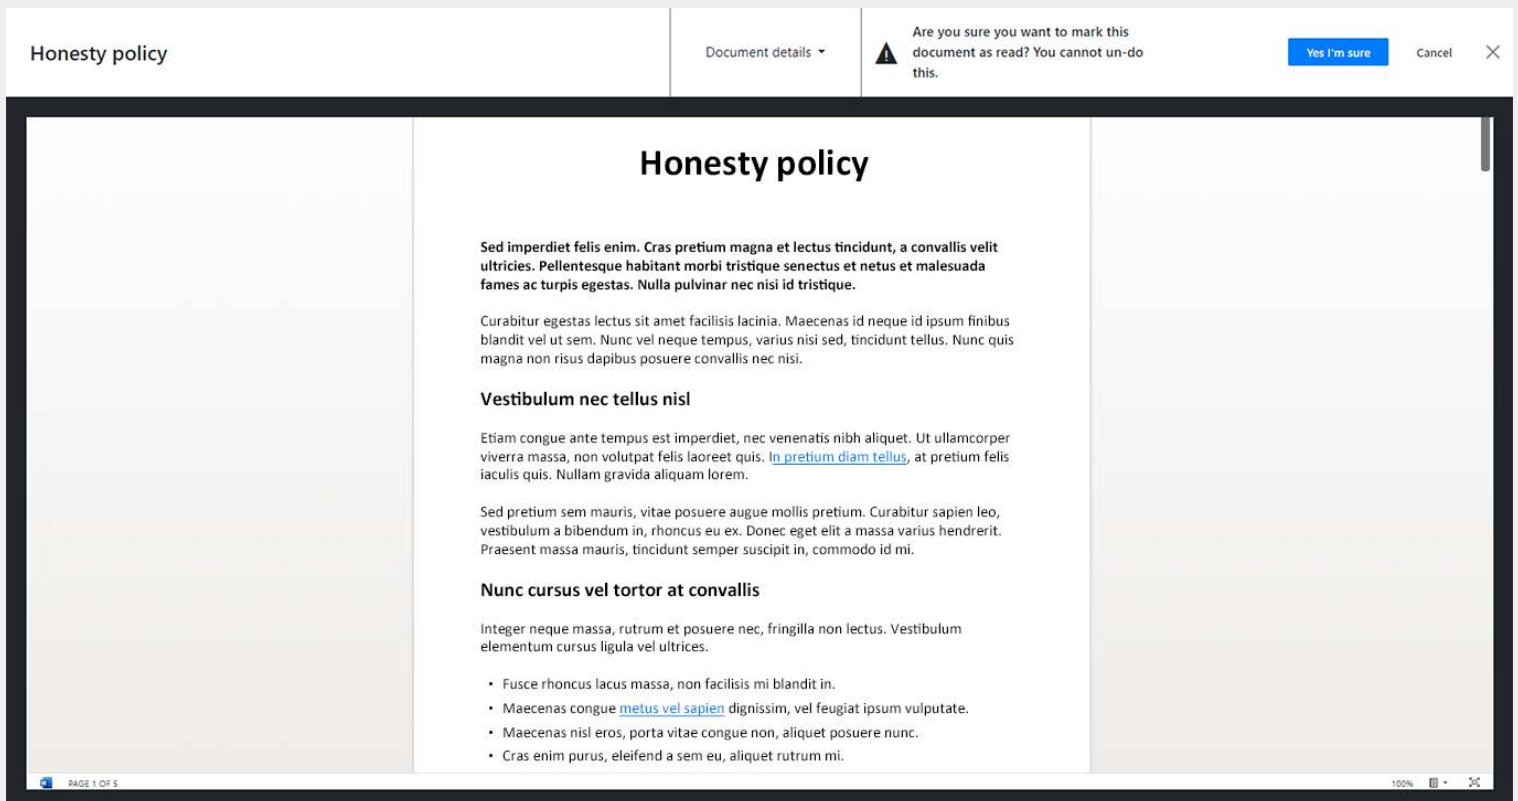 Honesty policy
Document details
Are you sure you want to mark this
document as read? You cannot un-do
this.
Yes I'm sure
Cancel
Honesty policy
Sed imperdiet felis enim. Cras pretium magna et lectus tincidunt, a convallis velit
ultricies. Pellentesque habitant morbi tristique senectus et netus et malesuada
fames ac turpis egestas. Nulla pulvinar nec nisi id tristique.
Curabitur egestas lectus sit amet facilisis lacinia. Maecenas id neque id ipsum finibus
blandit vel ut sem. Nunc vel neque tempus, varius nisi sed, tincidunt tellus. Nunc quis
magna non risus dapibus posuere convallis nec nisi.
Vestibulum nec tellus nisl
Etiam congue ante tempus est imperdiet, nec venenatis nibh aliquet. Ut ullamcorper
viverra massa, non volutpat felis laoreet quis. In pretium diam tellus, at pretium felis
iaculis quis. Nullam gravida aliquam lorem.
Sed pretium sem mauris, vitae posuere augue mollis pretium. Curabitur sapien leo,
vestibulum a bibendum in, rhoncus eu ex. Donec eget elit a massa varius hendrerit.
Praesent massa mauris, tincidunt semper suscipit in, commodo id mi.
Nunc cursus vel tortor at convallis
Integer neque massa, rutrum et posuere nec, fringilla non lectus. Vestibulum
elementum cursus ligula vel ultrices.
• Fusce rhoncus lacus massa, non facilisis mi blandit in.
• Maecenas congue metus vel sapien dignissim, vel feugiat ipsum vulputate.
• Maecenas nisl eros, porta vitae congue non, aliquet posuere nunc.
• Cras enim purus, eleifend a sem eu, aliquet rutrum mi.
PAGE 1 OF 5
100%